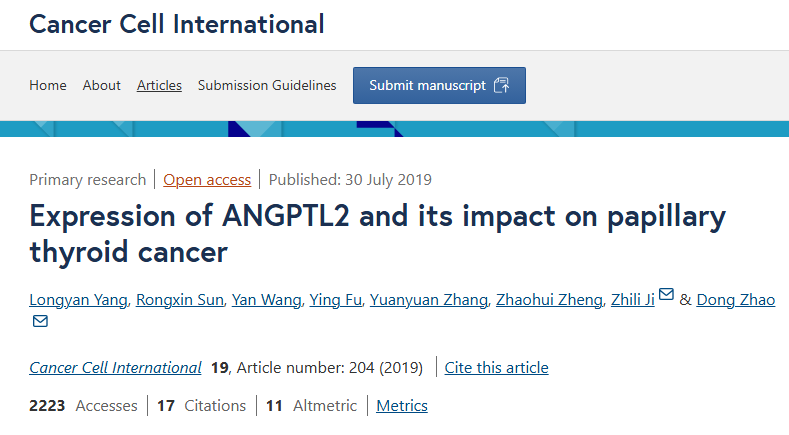 Cancer Cell International
Home About Articles Submission Guidelines Submit manuscript
Primary research Open access Published: 30 July 2019
Expression of ANGPTL2 and its impact on papillary
thyroid cancer
Longyan Yang, Rongxin Sun, Yan Wang, Ying Fu, Yuanyuan Zhang, Zhaohui Zheng, Zhili Ji & Dong Zhao
Cancer Cell International 19, Article number: 204 (2019) Cite this article
2223 Accesses 17 Citations 11 Altmetric Metrics